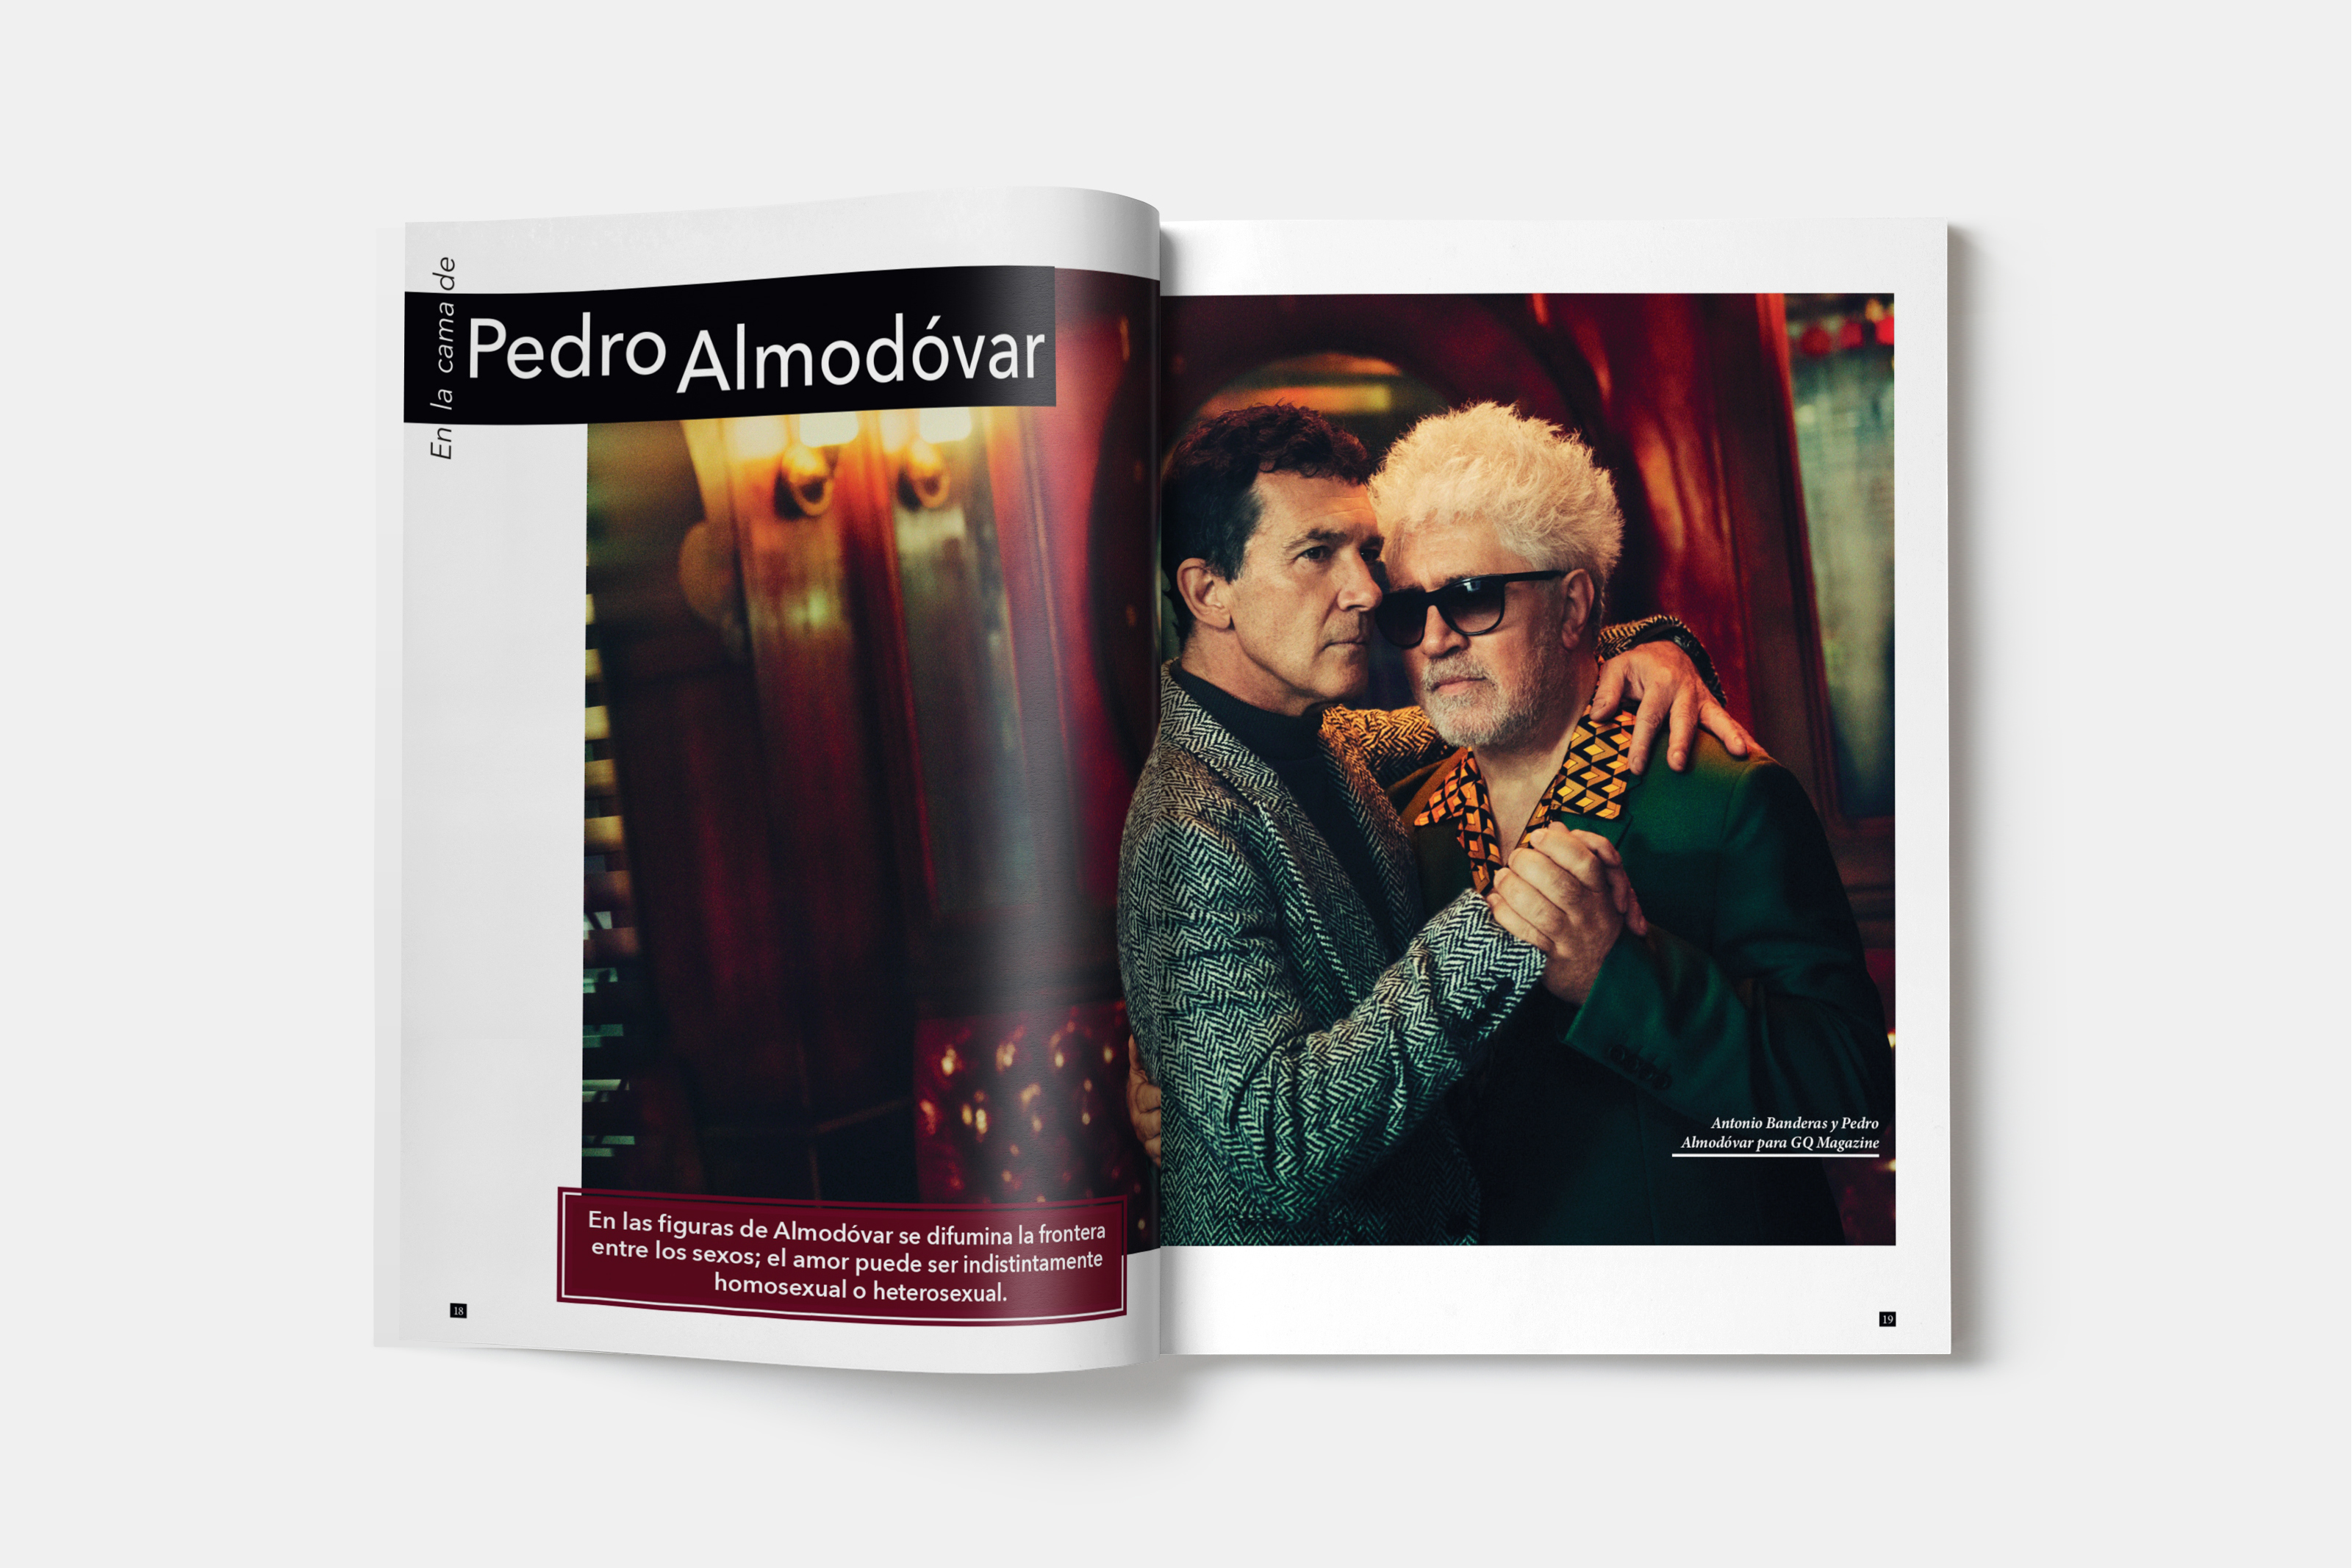 En la cama de
Pedro Almodóvar
En las figuras de Almodóvar se difumina la frontera
entre los sexos; el amor puede ser indistintamente
homosexual o heterosexual.
18
Antonio Banderas y Pedro
Almodóvar para GQ Magazine
19